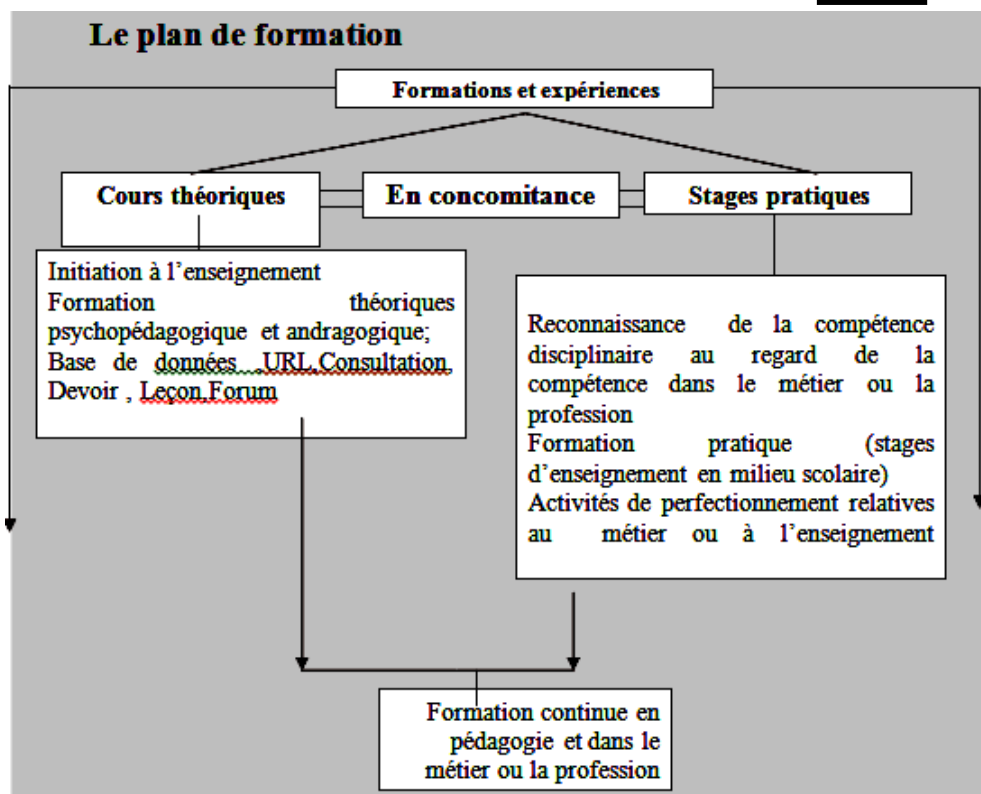 Le plan de formation
Formations et expériences
Cours théoriques
En concomitance
Stages pratiques
Initiation à l’enseignement
Formation théoriques
psychopédagogique et andragogique;
Base de données ,URL,Consultation,
Devoir , Leçon,Forum
Reconnaissance de la compétence
disciplinaire au regard de la
compétence dans le métier ou la
profession
Formation pratique (stages
d’enseignement en milieu scolaire)
Activités de perfectionnement relatives
au métier ou à l’enseignement
Formation continue en
pédagogie et dans le
métier ou la profession